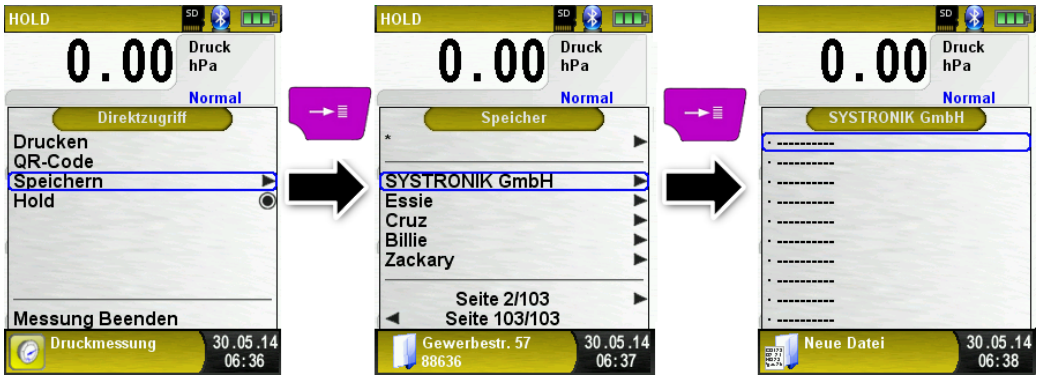 HOLD
SD
0.00
Druck
hPa
Normal
Direktzugriff
Drucken
QR-Code
Speichern
Hold
Messung Beenden
Druckmessung
30.05.14
06:36
HOLD
SD
0.00
Druck
hPa
Normal
Speicher
*
SYSTRONIK GmbH
Essie
Cruz
Billie
Zackary
Seite 2/103
Seite 103/103
Gewerbestr. 57
88636
30.05.14
06:37
SD
0.00
Druck
hPa
Normal
SYSTRONIK GmbH
· ----------
· ----------
· ----------
· ----------
· ----------
· ----------
· ----------
· ----------
· ----------
· ----------
Neue Datei
30.05.14
06:38